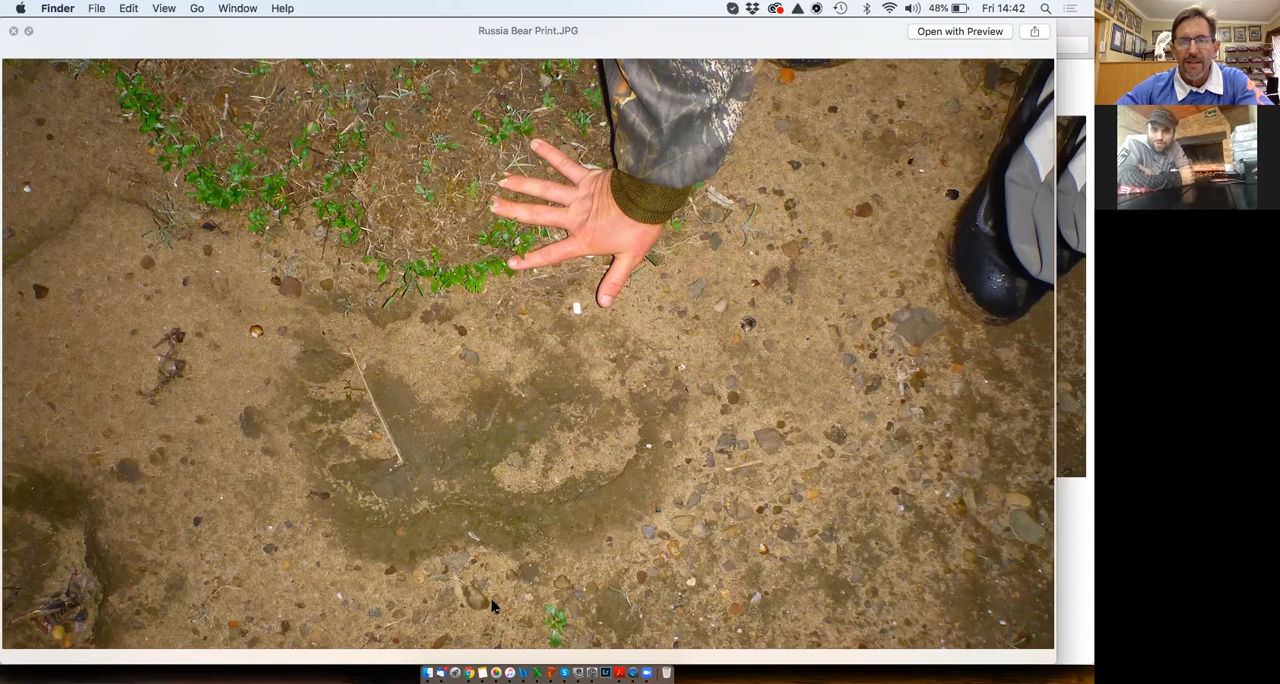 Finder File Edit View Go Window Help 48% Fri 14:42
Russia Bear Print.JPG
Open with Preview